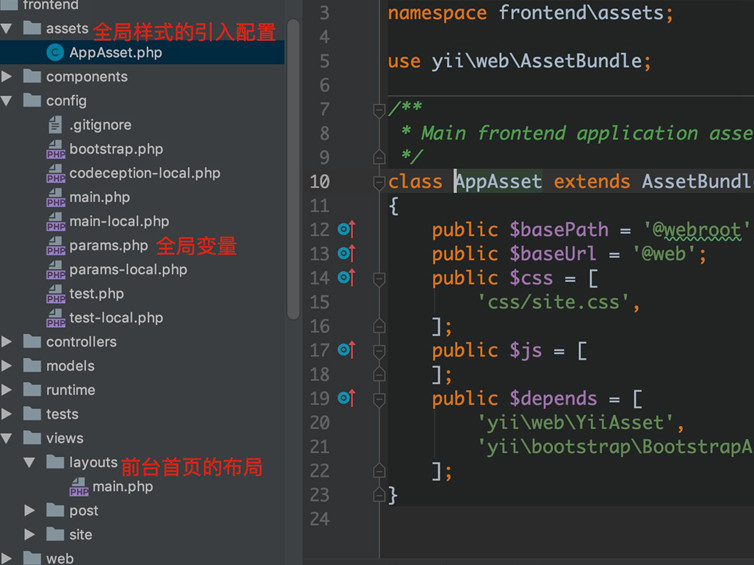 frontend
assets 全局样式的引入配置
AppAsset.php
components
config
.gitignore
bootstrap.php
codeception-local.php
main.php
main-local.php
params.php 全局变量
params-local.php
test.php
test-local.php
controllers
models
runtime
tests
views
layouts 前台首页的布局
main.php
post
site
web
3 namespace frontend\assets;
4
5 use yii\web\AssetBundle;
6
7 /**
8 * Main frontend application asse
9 */
10 class AppAsset extends AssetBundl
11 {
12 public $basePath = '@webroot'
13 public $baseUrl = '@web';
14 public $css = [
15 'css/site.css',
16 ];
17 public $js = [
18 ];
19 public $depends = [
20 'yii\web\YiiAsset',
21 'yii\bootstrap\BootstrapA
22 ];
23 }
24